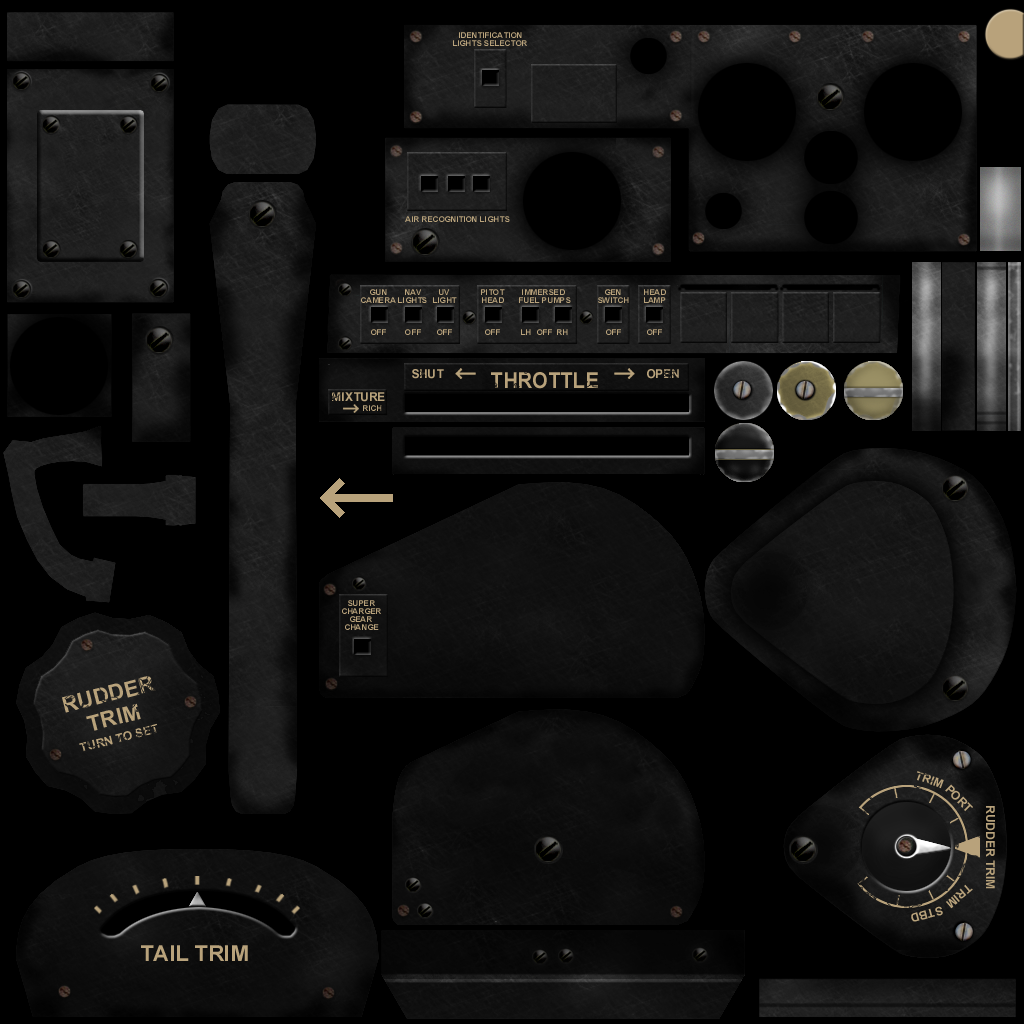 IDENTIFICATION
LIGHTS SELECTOR
AIR RECOGNITION LIGHTS
GUN
CAMERA
NAV
LIGHTS
UV
LIGHT
PITOT
HEAD
IMMERSED
FUEL PUMPS
GEN
SWITCH
HEAD
LAMP
OFF
OFF
OFF
OFF
LH OFF RH
OFF
OFF
SHUT ← THROTTLE → OPEN
MIXTURE
→ RICH
SUPER
CHARGER
GEAR
CHANGE
RUDDER
TRIM
TURN TO SET
TRIM PORT
RUDDER TRIM
TRIM STBD
TAIL TRIM